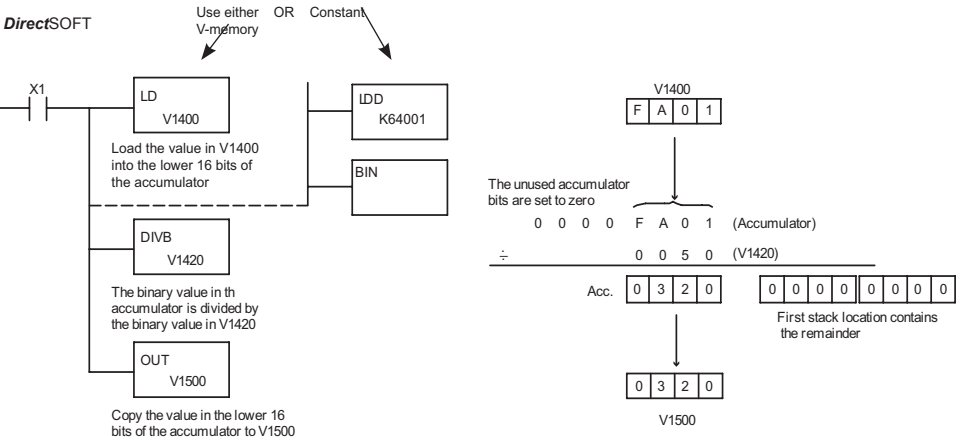 DirectSOFT
Use either OR Constant
V-memory
X1
LD
V1400
Load the value in V1400
into the lower 16 bits of
the accumulator
LDD
K64001
BIN
DIVB
V1420
The binary value in th
accumulator is divided by
the binary value in V1420
OUT
V1500
Copy the value in the lower 16
bits of the accumulator to V1500
V1400
F A 0 1
The unused accumulator
bits are set to zero
0 0 0 0 F A 0 1 (Accumulator)
÷ 0 0 5 0 (V1420)
Acc. 0 3 2 0 0 0 0 0 0 0 0 0
First stack location contains
the remainder
0 3 2 0
V1500